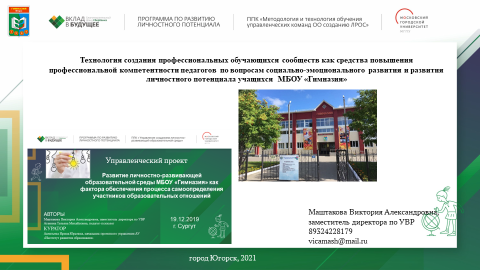 ВКЛАД
В БУДУЩЕЕ
ПРОГРАММА ПО РАЗВИТИЮ
ЛИЧНОСТНОГО ПОТЕНЦИАЛА
ППК «Методология и технология обучения
управленческих команд ОО созданию ЛРОС»
МОСКОВСКИЙ
ГОРОДСКОЙ
УНИВЕРСИТЕТ
Технология создания профессиональных обучающихся сообществ как средства повышения
профессиональной компетентности педагогов по вопросам социально-эмоционального развития и развития
личностного потенциала учащихся МБОУ «Гимназия»
Управленческий проект
Развитие личностно-развивающей
образовательной среды МБОУ «Гимназия» как
фактора обеспечения процесса самоопределения
участников образовательных отношений
АВТОРЫ
КУРАТОР
19.12.2019
г. Сургут
Маштакова Виктория Александровна
заместитель директора по УВР
89324228179
vicamash@mail.ru
город Югорск, 2021